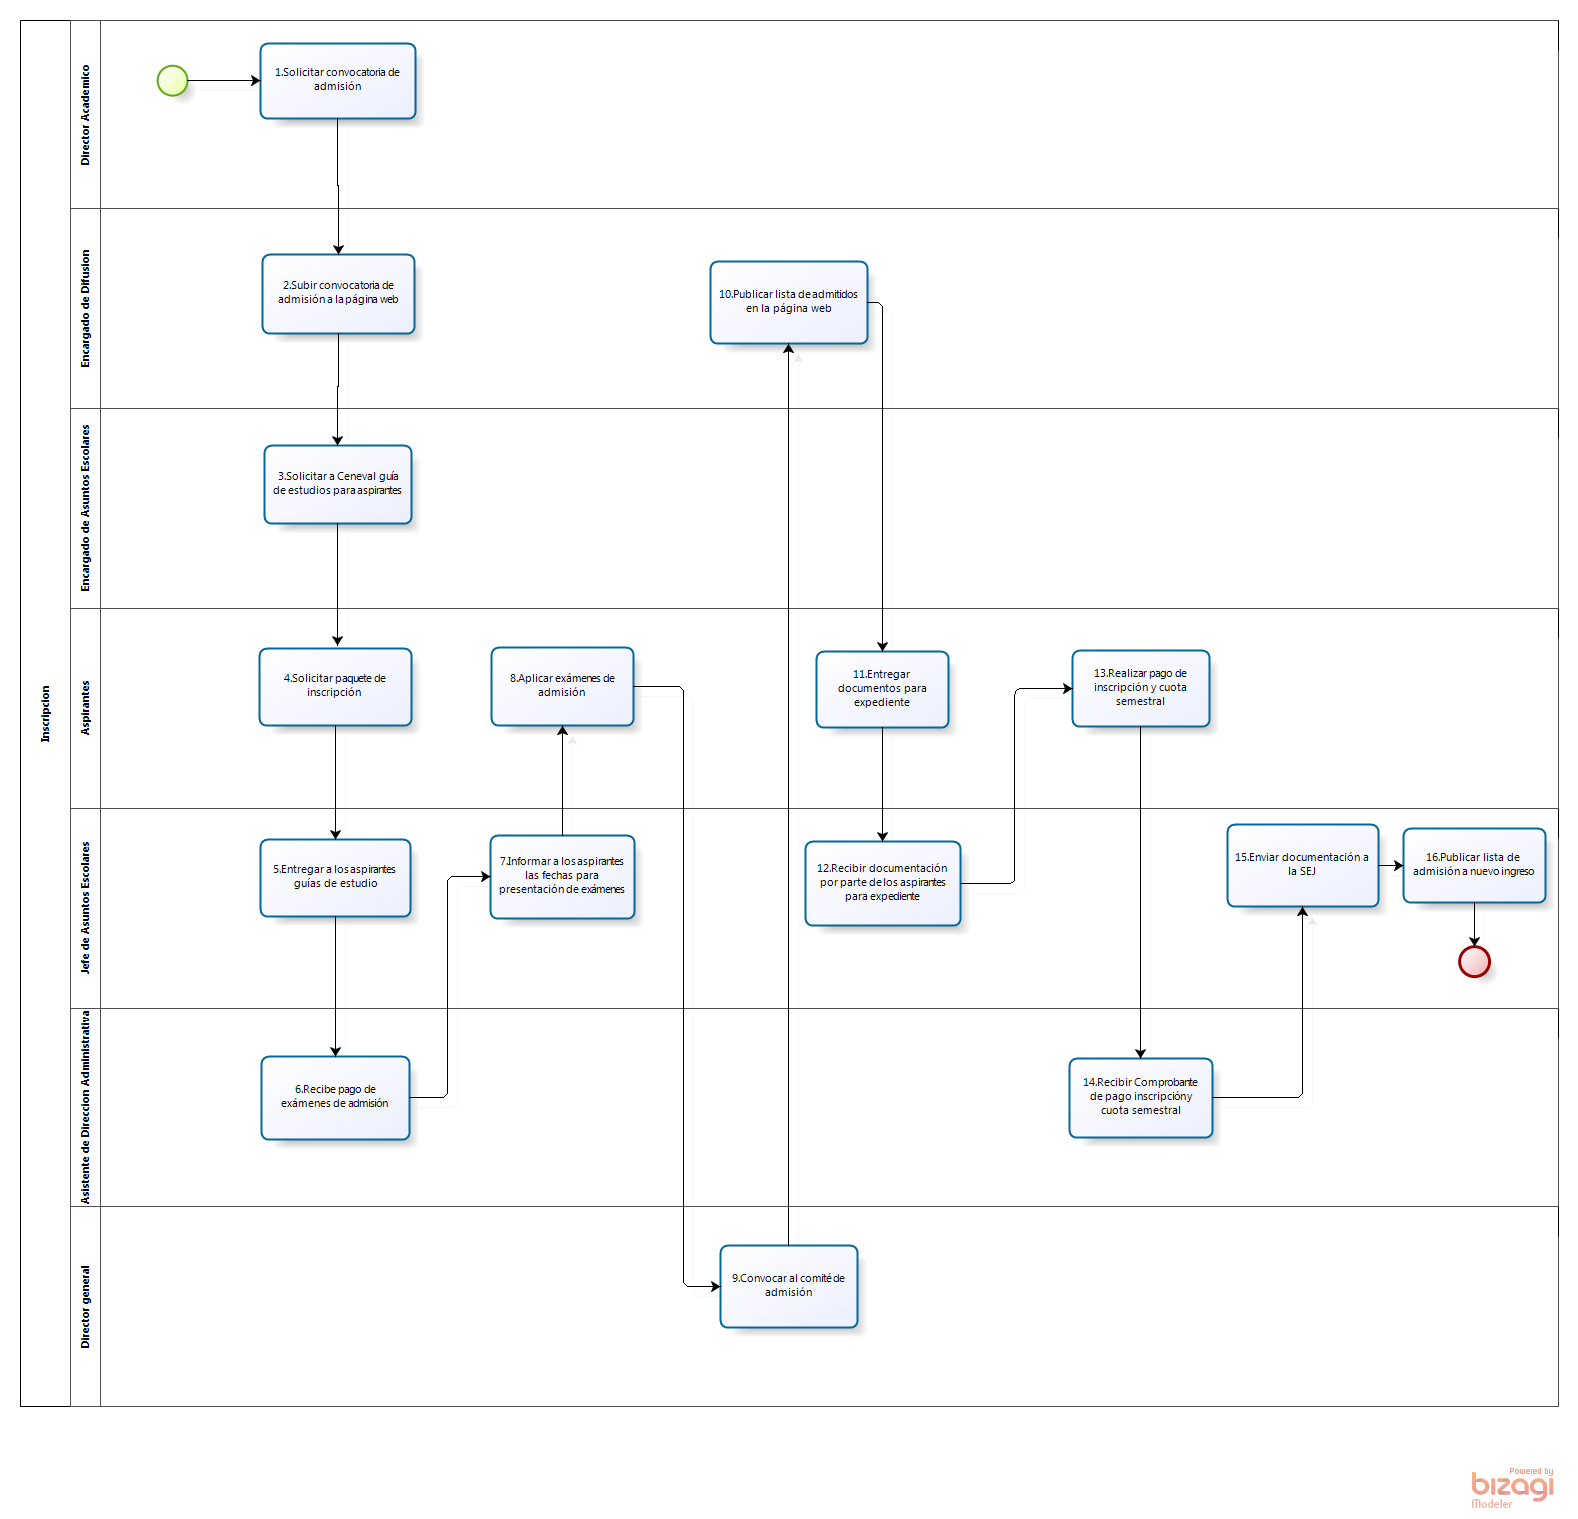 Inscripcion
Director Academico
1.Solicitar convocatoria de
admisión
Encargado de Difusion
2.Subir convocatoria de
admisión a la página web
10.Publicar lista de admitidos
en la página web
Encargado de Asuntos Escolares
3.Solicitar a Ceneval guía
de estudios para aspirantes
Aspirantes
4.Solicitar paquete de
inscripción
8.Aplicar exámenes de
admisión
11.Entregar
documentos para
expediente
13.Realizar pago de
inscripción y cuota
semestral
Jefe de Asuntos Escolares
5.Entregar a los aspirantes
guías de estudio
7.Informar a los aspirantes
las fechas para
presentación de exámenes
12.Recibir documentación
por parte de los aspirantes
para expediente
15.Enviar documentación a
la SEJ
16.Publicar lista de
admisión a nuevo ingreso
Asistente de Direccion Administrativa
6.Recibe pago de
exámenes de admisión
14.Recibir Comprobante
de pago inscripción y
cuota semestral
Director general
9.Convocar al comité de
admisión
Powered by
bizagi
Modeler